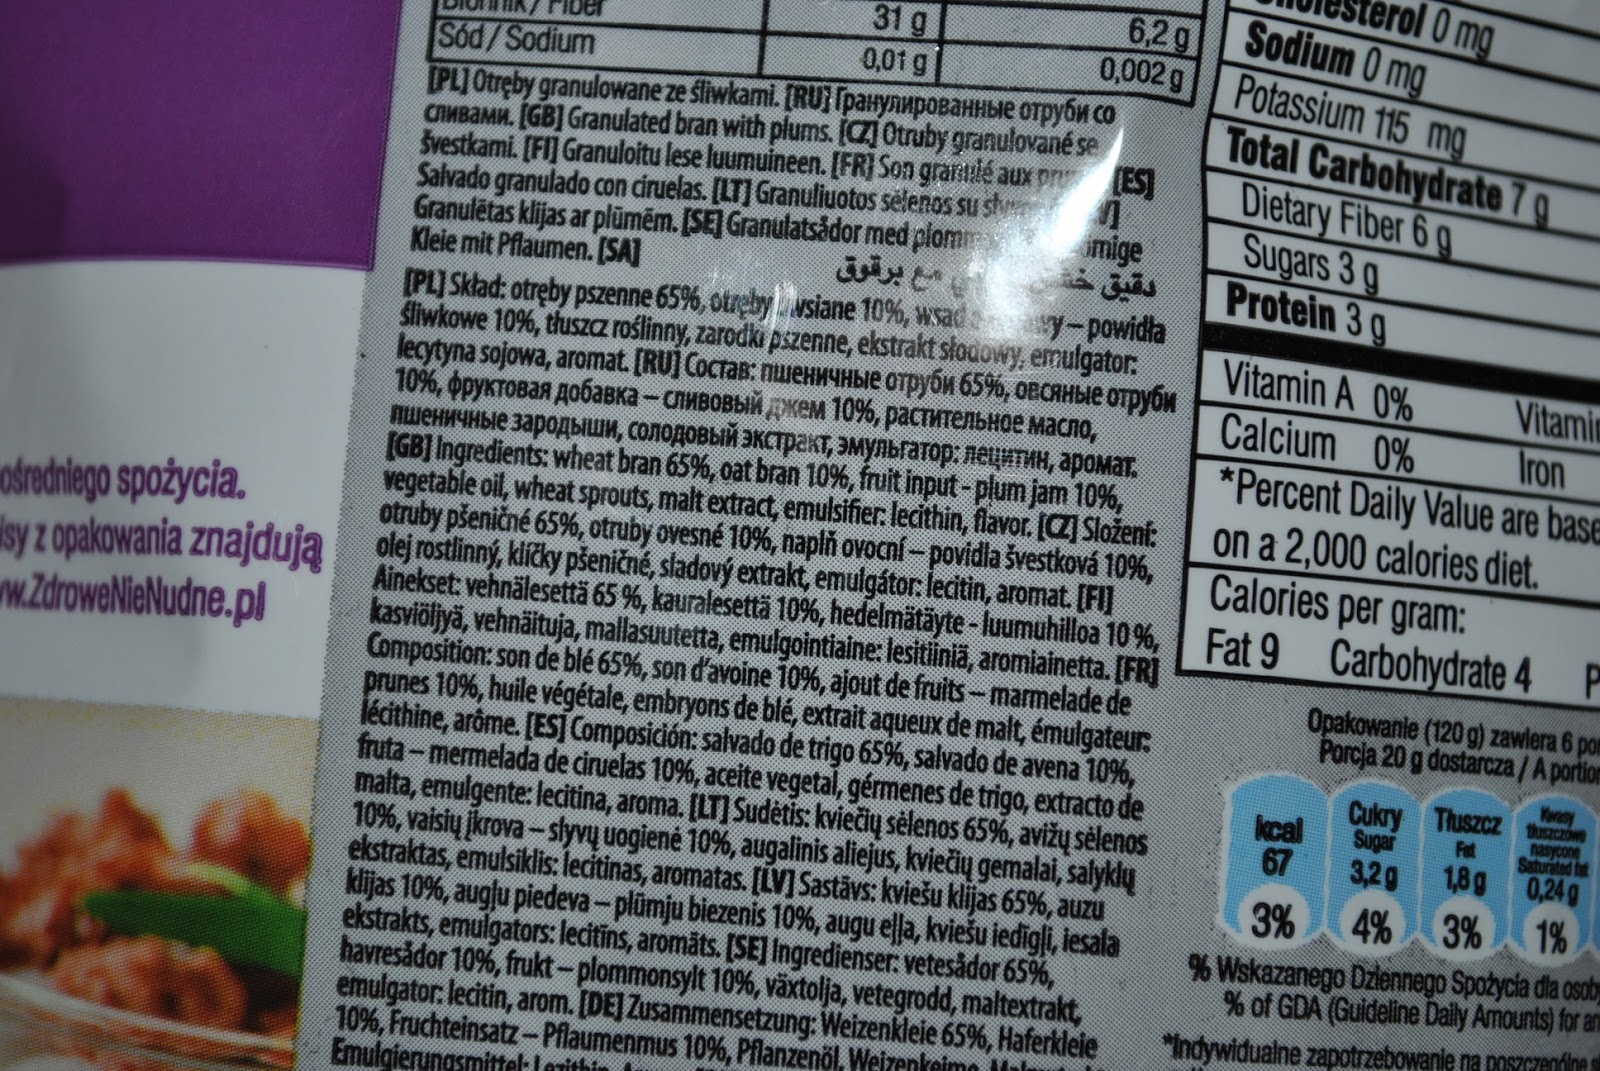 ośredniego spożycia.
isy z opakowania znajdują
ww.ZdroweNieNudne.pl
Błonnik / Fiber 31 g 6,2 g
Sód / Sodium 0,01 g 0,002 g
[PL] Otręby granulowane ze śliwkami. [RU] Гранулированные отруби со
сливами. [GB] Granulated bran with plums. [CZ] Otruby granulované se
švestkami. [FI] Granuloitu lese luumuineen. [FR] Son granulé aux [ES]
Salvado granulado con ciruelas. [LT] Granuliuotos sėlenos su
Granulētas klijas ar plūmēm. [SE] Granulatsådor med
Kleie mit Pflaumen. [SA] دقيق مع برقوق
[PL] Skład: otręby pszenne 65%, otręby owsiane 10%, wsad – powidła
śliwkowe 10%, tłuszcz roślinny, zarodki pszenne, ekstrakt słodowy, emulgator:
lecytyna sojowa, aromat. [RU] Состав: пшеничные отруби 65%, овсяные отруби
10%, фруктовая добавка – сливовый джем 10%, растительное масло,
пшеничные зародыши, солодовый экстракт, эмульгатор: лецитин, аромат.
[GB] Ingredients: wheat bran 65%, oat bran 10%, fruit input - plum jam 10%,
vegetable oil, wheat sprouts, malt extract, emulsifier: lecithin, flavor. [CZ] Složení:
otruby pšeničné 65%, otruby ovesné 10%, naplň ovocní – povidla švestková 10%,
olej rostlinný, klíčky pšeničné, sladový extrakt, emulgátor: lecitin, aromat. [FI]
Ainekset: vehnälesettä 65 %, kauralesettä 10%, hedelmätäyte - luumuhilloa 10 %,
kasviöljyä, vehnäituja, mallasuutetta, emulgointiaine: lesitiiniä, aromiainetta. [FR]
Composition: son de blé 65%, son d'avoine 10%, ajout de fruits – marmelade de
prunes 10%, huile végétale, embryons de blé, extrait aqueux de malt, émulgateur:
lécithine, arôme. [ES] Composición: salvado de trigo 65%, salvado de avena 10%,
fruta – mermelada de ciruelas 10%, aceite vegetal, gérmenes de trigo, extracto de
malta, emulgente: lecitina, aroma. [LT] Sudėtis: kviečių sėlenos 65%, avižų sėlenos
10%, vaisių įkrova – slyvų uogienė 10%, augalinis aliejus, kviečių gemalai, salyklų
ekstraktas, emulsiklis: lecitinas, aromatas. [LV] Sastāvs: kviešu klijas 65%, auzu
klijas 10%, augļu piedeva – plūmju biezenis 10%, augu eļļa, kviešu iedīgļi, iesala
ekstrakts, emulgators: lecitīns, aromāts. [SE] Ingredienser: vetesådor 65%,
havresådor 10%, frukt – plommonsylt 10%, växtolja, vetegrodd, maltextrakt,
emulgator: lecitin, arom. [DE] Zusammensetzung: Weizenkleie 65%, Haferkleie
10%, Fruchteinsatz – Pflaumenmus 10%, Pflanzenöl, Weizenkeime,
Emulgierungsmittel: Lezithin
Cholesterol 0 mg
Sodium 0 mg
Potassium 115 mg
Total Carbohydrate 7 g
Dietary Fiber 6 g
Sugars 3 g
Protein 3 g
Vitamin A 0% Vitamin
Calcium 0% Iron
*Percent Daily Value are base
on a 2,000 calories diet.
Calories per gram:
Fat 9 Carbohydrate 4 P
Opakowanie (120 g) zawiera 6 por
Porcja 20 g dostarcza / A portion
kcal
67
3%
Cukry
Sugar
3,2 g
4%
Tłuszcz
Fat
1,8 g
3%
Kwasy
tłuszczowe
nasycone
Saturated fat
0,24 g
1%
% Wskazanego Dziennego Spożycia dla osoby
% of GDA (Guideline Daily Amounts) for an
*Indywidualne zapotrzebowanie na poszczególne